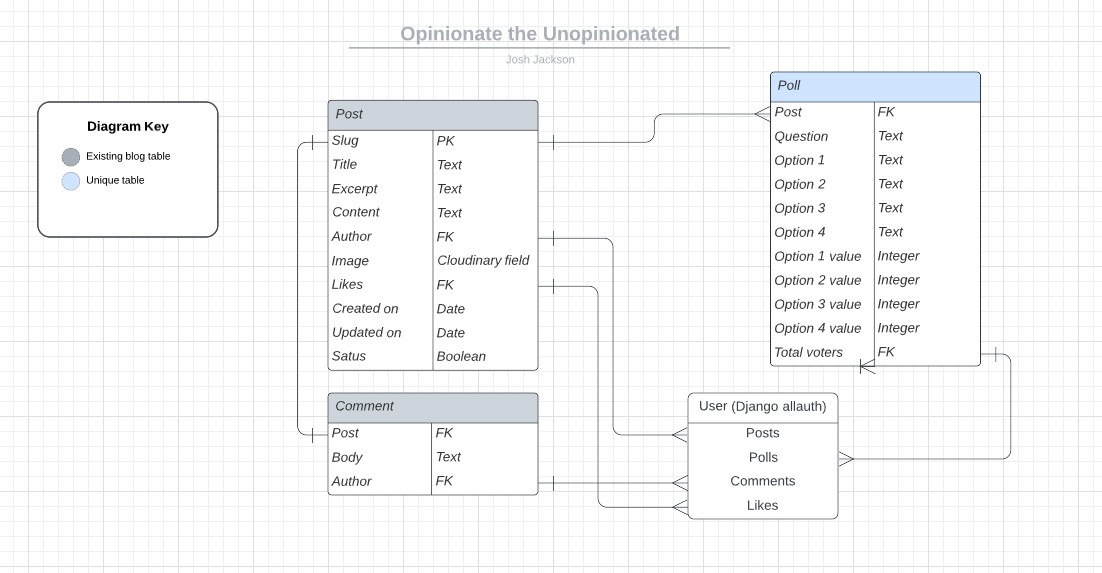 Opinionate the Unopinionated
Josh Jackson
Diagram Key
Existing blog table
Unique table
Post
Slug PK
Title Text
Excerpt Text
Content Text
Author FK
Image Cloudinary field
Likes FK
Created on Date
Updated on Date
Satus Boolean
Comment
Post FK
Body Text
Author FK
Poll
Post FK
Question Text
Option 1 Text
Option 2 Text
Option 3 Text
Option 4 Text
Option 1 value Integer
Option 2 value Integer
Option 3 value Integer
Option 4 value Integer
Total voters FK
User (Django allauth)
Posts
Polls
Comments
Likes